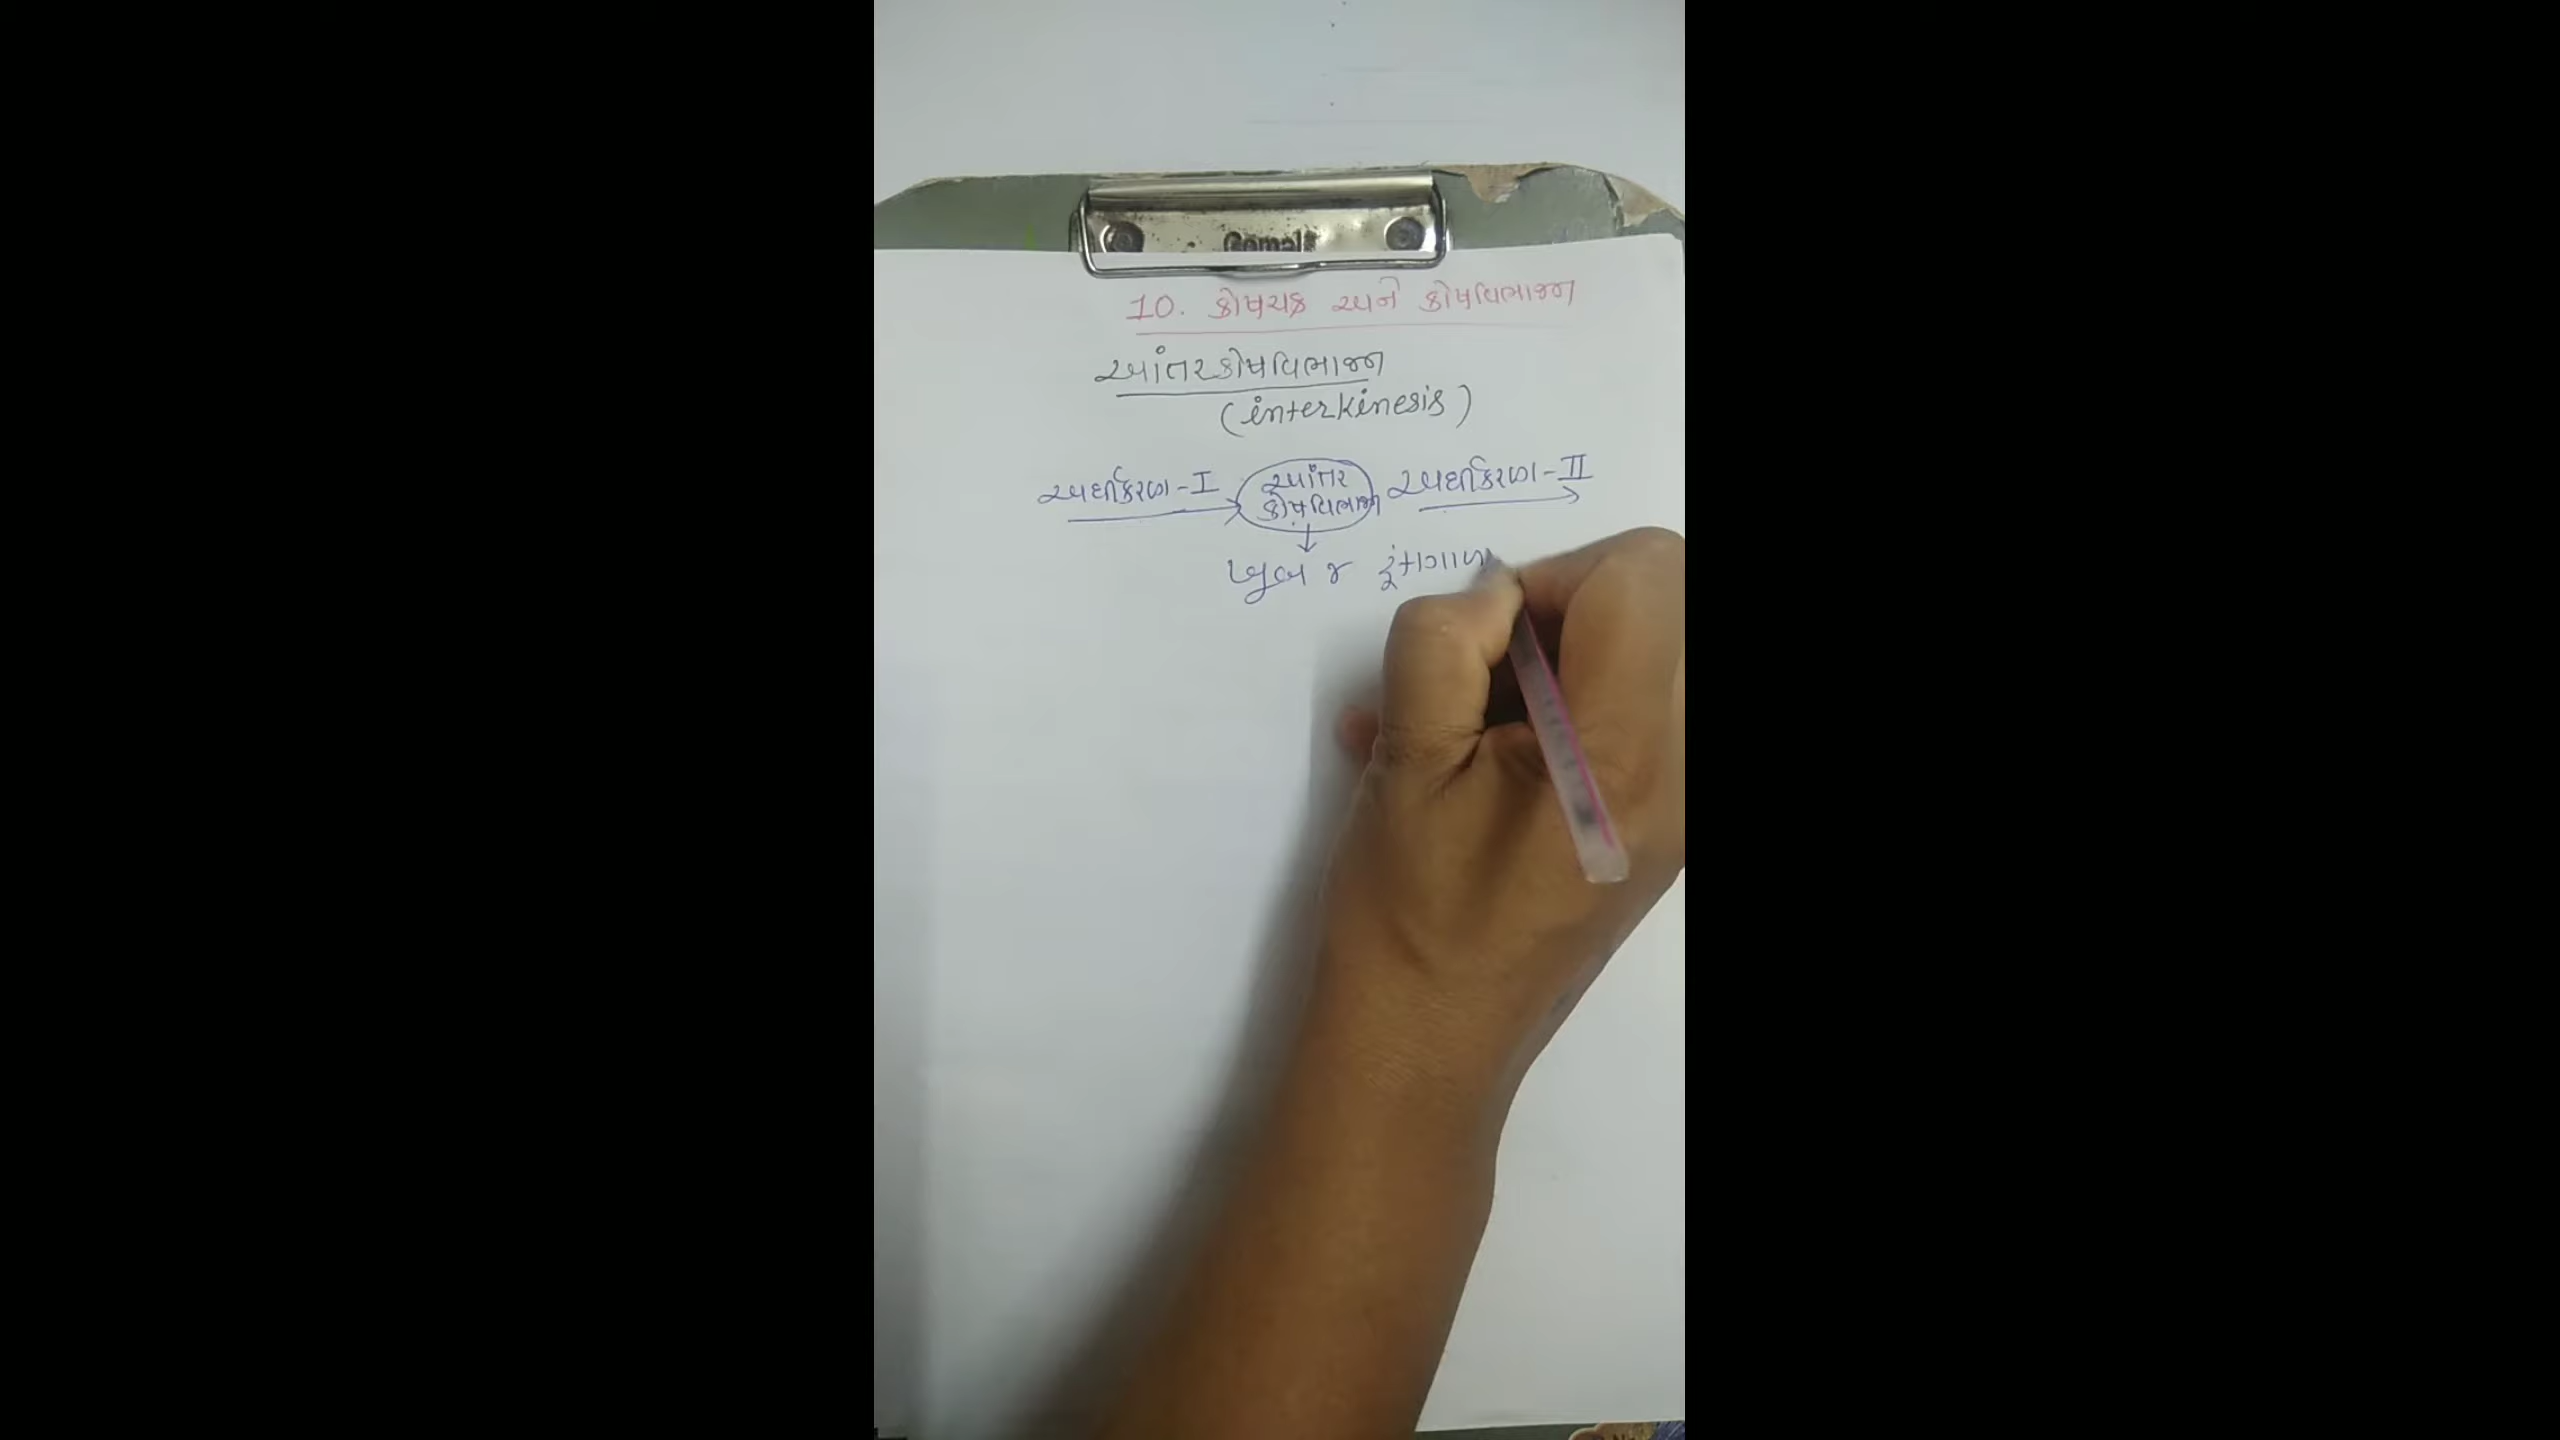 10. કોષચક્ર અને કોષવિભાજન
આંતરકોષવિભાજન
(interkinesis)
અર્ધીકરણ-I આંતર કોષવિભાજન અર્ધીકરણ-II
ખુબ જ